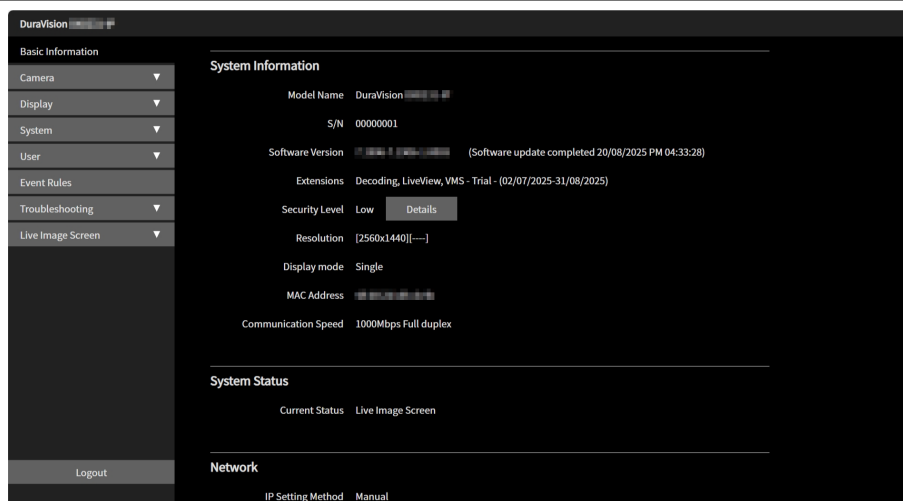 DuraVision
Basic Information
Camera ▼
Display ▼
System ▼
User ▼
Event Rules
Troubleshooting ▼
Live Image Screen ▼
Logout
System Information
Model Name DuraVision
S/N 00000001
Software Version (Software update completed 20/08/2025 PM 04:33:28)
Extensions Decoding, LiveView, VMS - Trial - (02/07/2025-31/08/2025)
Security Level Low Details
Resolution [2560x1440][----]
Display mode Single
MAC Address
Communication Speed 1000Mbps Full duplex
System Status
Current Status Live Image Screen
Network
IP Setting Method Manual